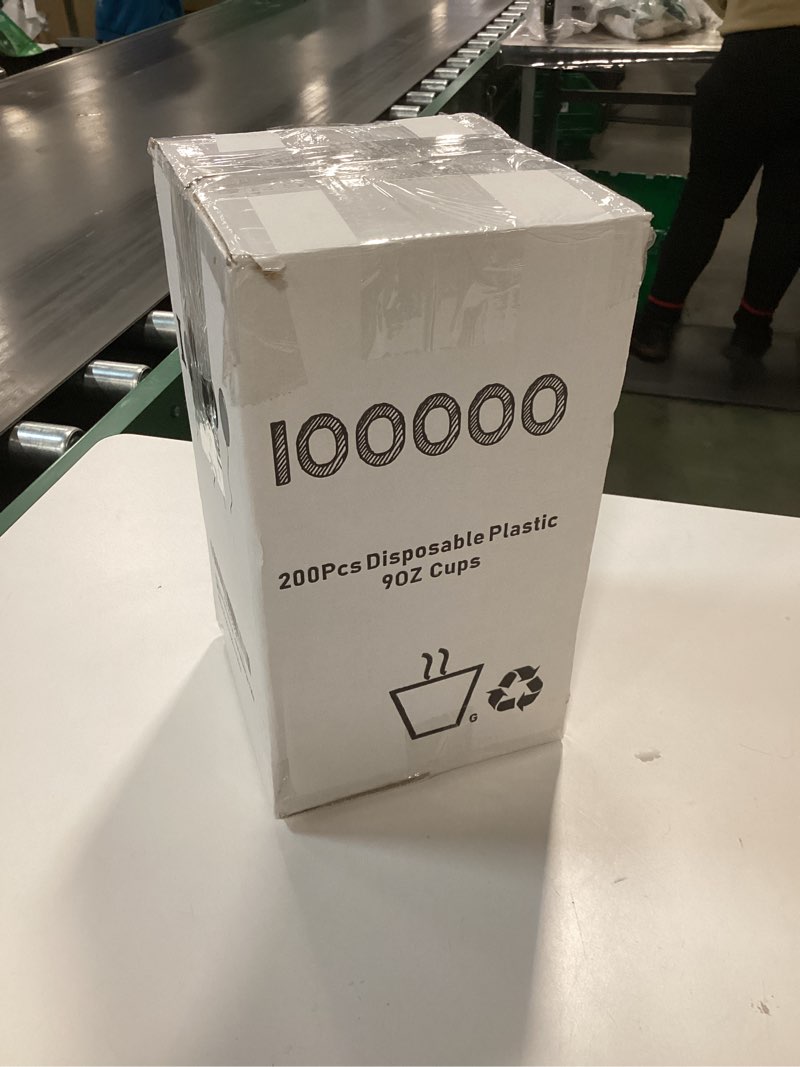 100000
200Pcs Disposable Plastic
9OZ Cups
G